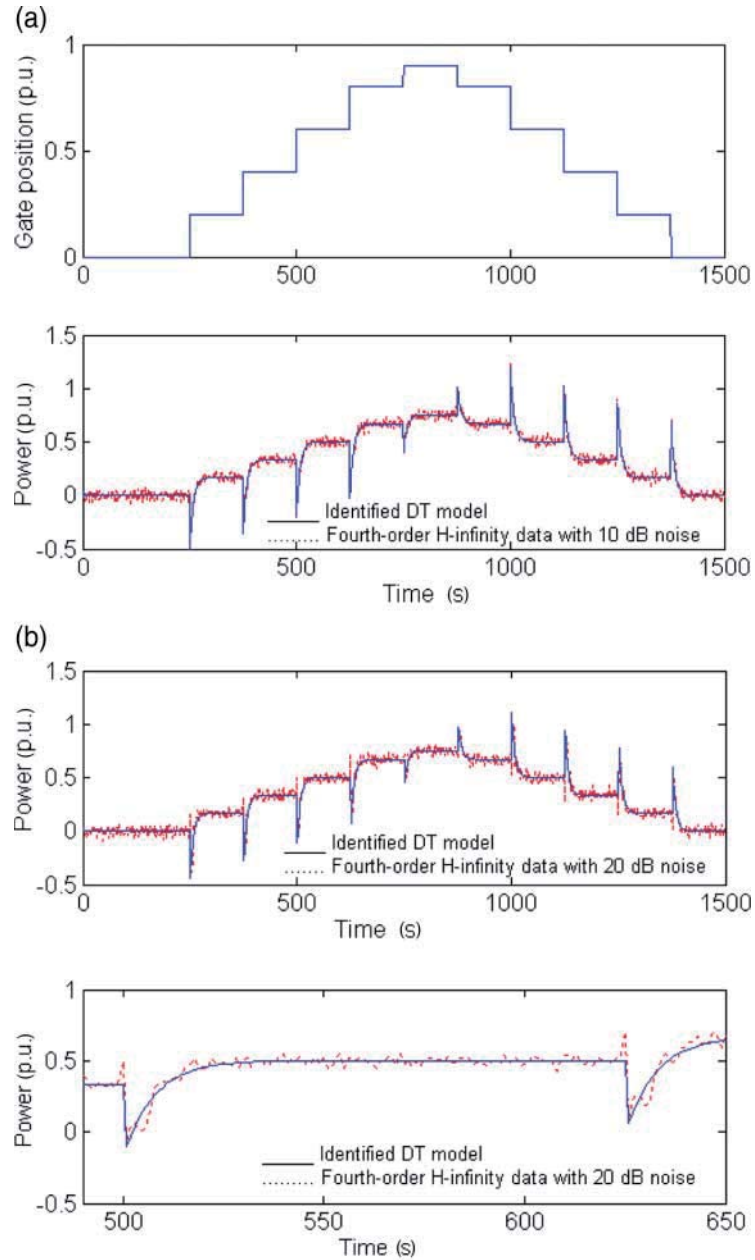 (a)
1
0.5
0
Gate position (p.u.)
0 500 1000 1500
1.5
1
0.5
0
-0.5
Power (p.u.)
Identified DT model
Fourth-order H-infinity data with 10 dB noise
0 500 1000 1500
Time (s)
(b)
1.5
1
0.5
0
-0.5
Power (p.u.)
Identified DT model
Fourth-order H-infinity data with 20 dB noise
0 500 1000 1500
Time (s)
1
0.5
0
-0.5
Power (p.u.)
Identified DT model
Fourth-order H-infinity data with 20 dB noise
500 550 600 650
Time (s)